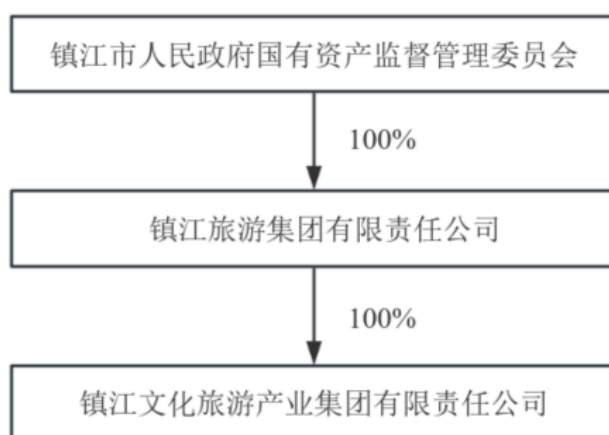 镇江市人民政府国有资产监督管理委员会
100%
镇江旅游集团有限责任公司
100%
镇江文化旅游产业集团有限责任公司